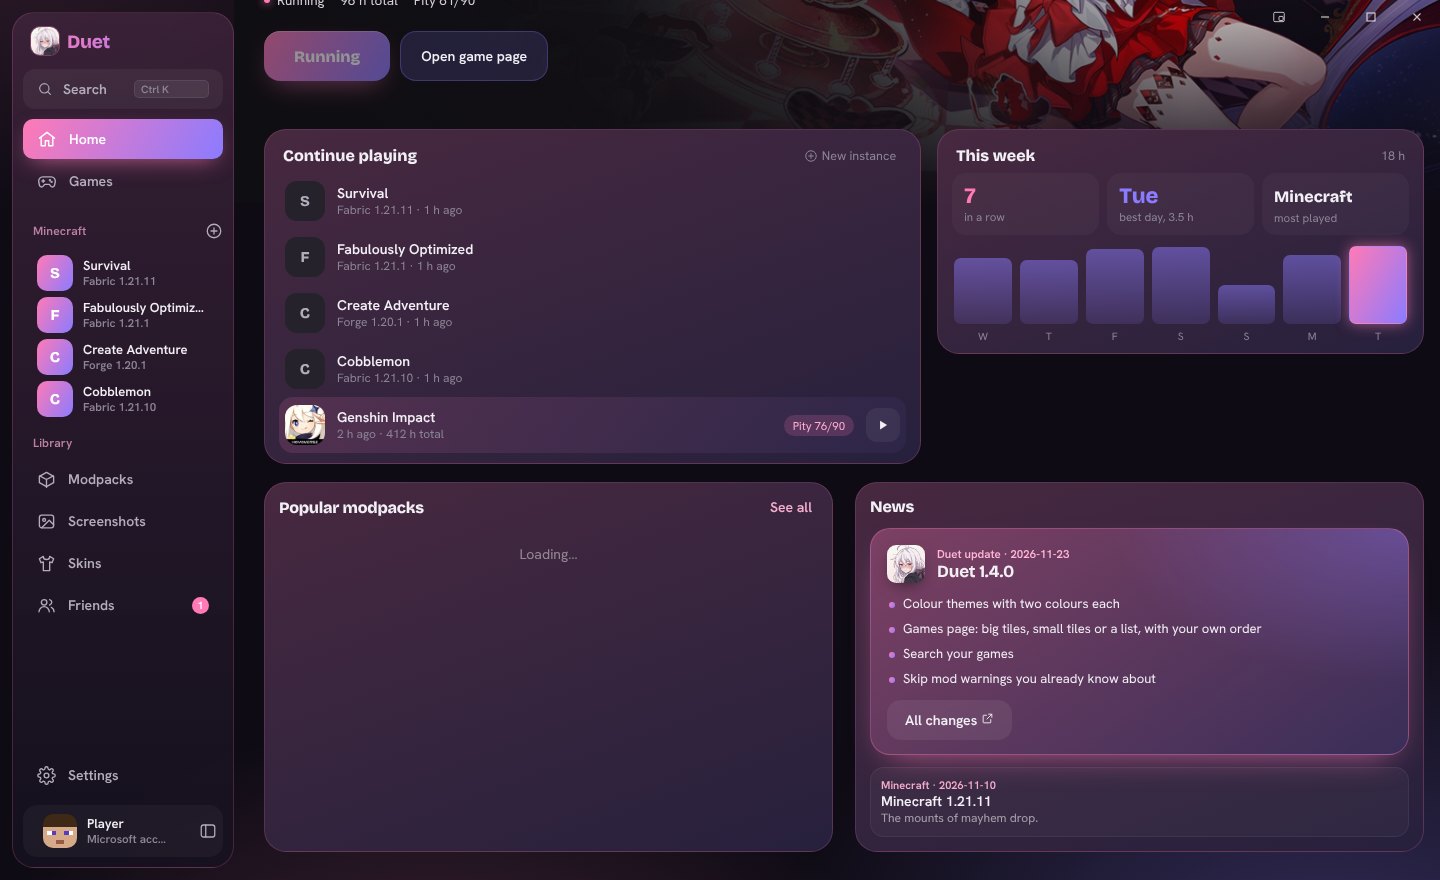 Running 96 h total Pity 61/90
Duet
Search Ctrl K
Home
Games
Minecraft
S Survival
Fabric 1.21.11
F Fabulously Optimiz...
Fabric 1.21.1
C Create Adventure
Forge 1.20.1
C Cobblemon
Fabric 1.21.10
Library
Modpacks
Screenshots
Skins
Friends 1
Settings
Player
Microsoft acc...
Running Open game page
Continue playing New instance
S Survival
Fabric 1.21.11 · 1 h ago
F Fabulously Optimized
Fabric 1.21.1 · 1 h ago
C Create Adventure
Forge 1.20.1 · 1 h ago
C Cobblemon
Fabric 1.21.10 · 1 h ago
Genshin Impact
2 h ago · 412 h total
Pity 76/90
This week 18 h
7
in a row
Tue
best day, 3.5 h
Minecraft
most played
W T F S S M T
Popular modpacks See all
Loading...
News
Duet update · 2026-11-23
Duet 1.4.0
Colour themes with two colours each
Games page: big tiles, small tiles or a list, with your own order
Search your games
Skip mod warnings you already know about
All changes
Minecraft · 2026-11-10
Minecraft 1.21.11
The mounts of mayhem drop.